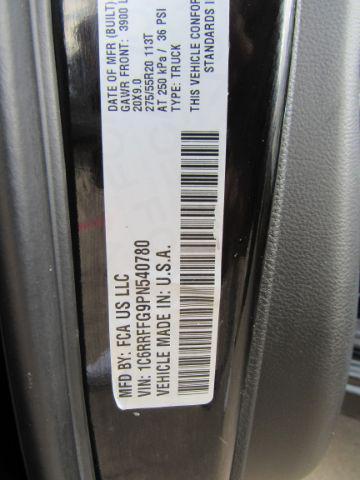 MFD BY: FCA US LLC
DATE OF MFR (BUILT)
GAWR FRONT: 3900 L
20X9.0
275/55R20 113T
AT 250 kPa / 36 PSI
TYPE: TRUCK
THIS VEHICLE CONFOR
STANDARDS I
VIN: 1C6RRFFG9PN540780
VEHICLE MADE IN: U.S.A.